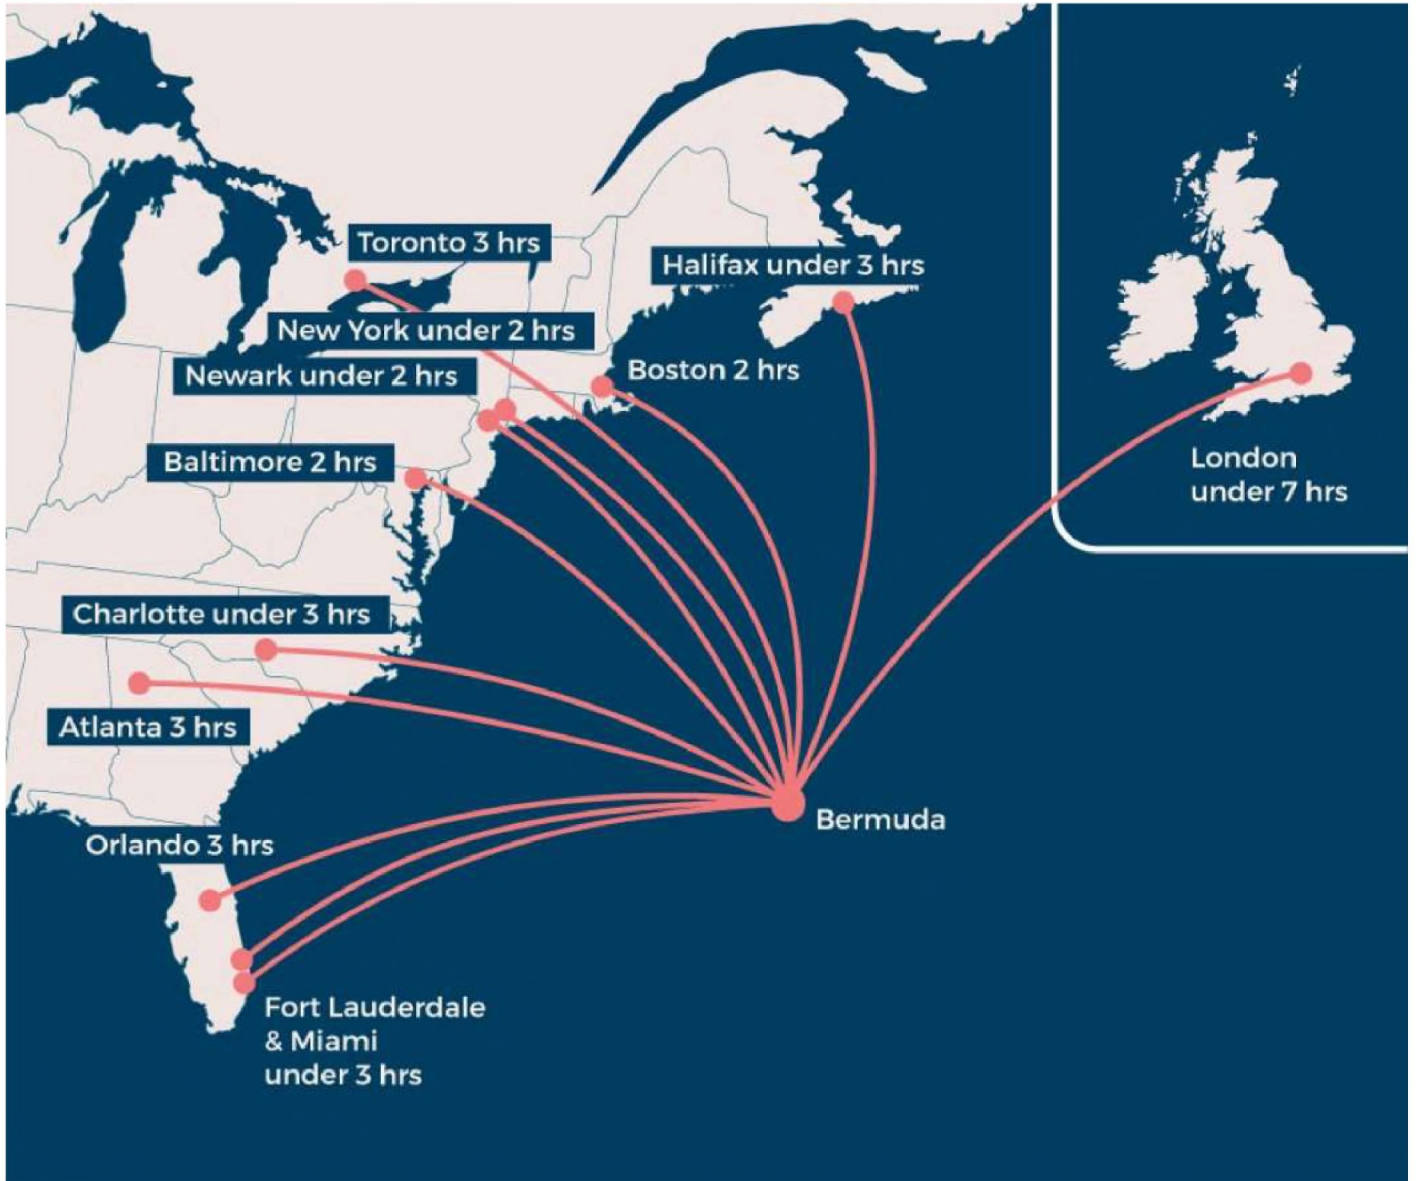 Toronto 3 hrs
Halifax under 3 hrs
New York under 2 hrs
Newark under 2 hrs
Boston 2 hrs
Baltimore 2 hrs
London
under 7 hrs
Charlotte under 3 hrs
Atlanta 3 hrs
Bermuda
Orlando 3 hrs
Fort Lauderdale
& Miami
under 3 hrs